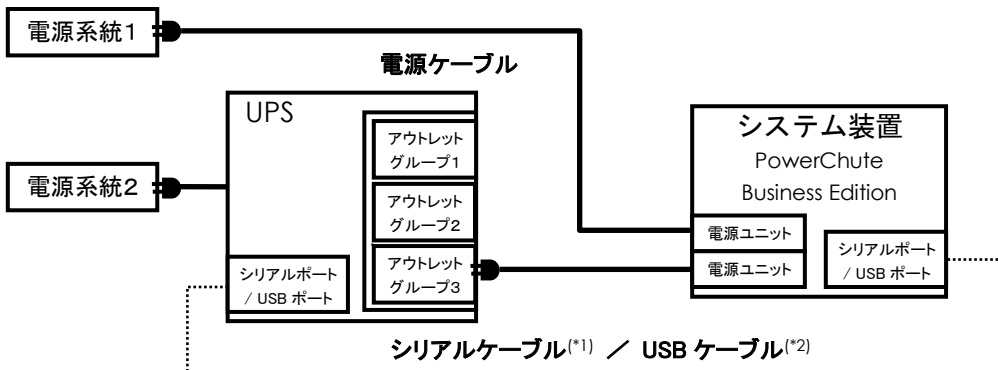 電源系統1
電源ケーブル
UPS
アウトレット
グループ1
アウトレット
グループ2
アウトレット
グループ3
電源系統2
シリアルポート
/ USB ポート
システム装置
PowerChute
Business Edition
電源ユニット
電源ユニット
シリアルポート
/ USB ポート
シリアルケーブル(*1) / USB ケーブル(*2)